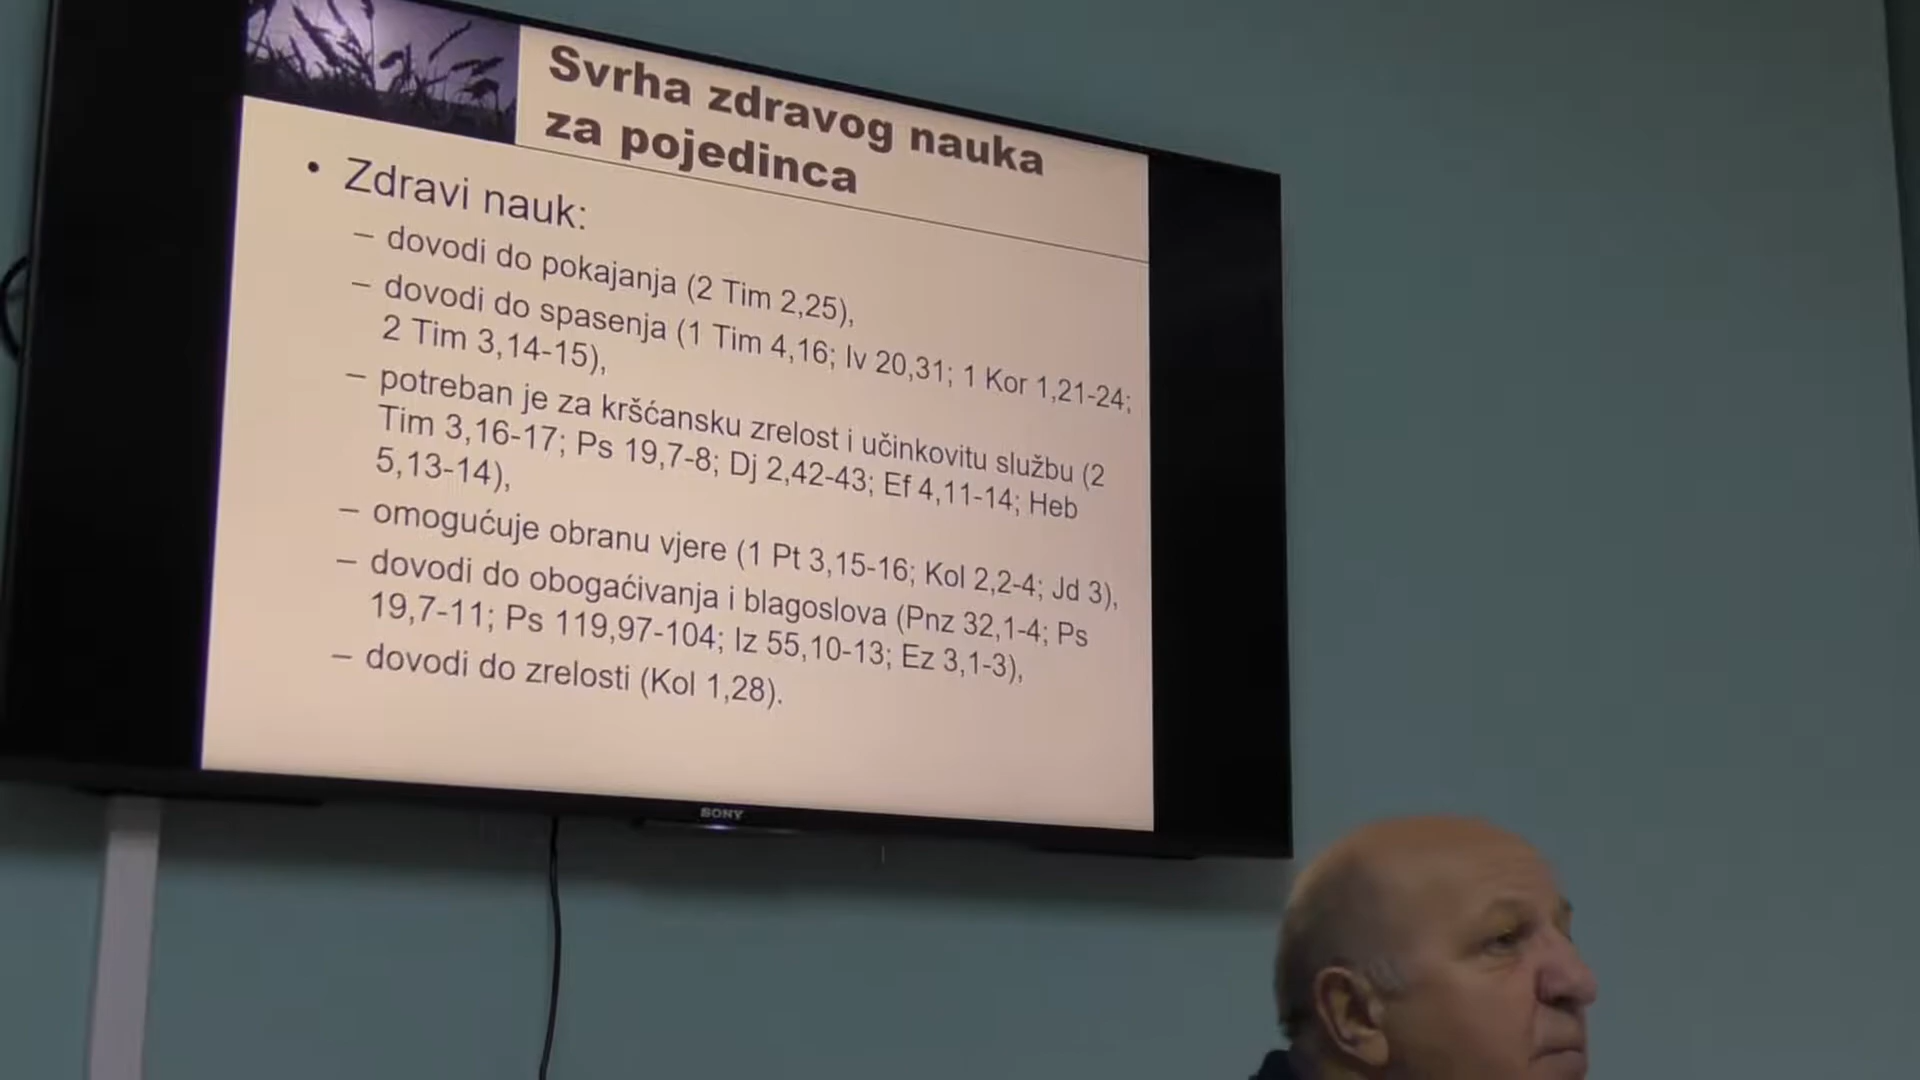 Svrha zdravog nauka
za pojedinca
• Zdravi nauk:
– dovodi do pokajanja (2 Tim 2,25),
– dovodi do spasenja (1 Tim 4,16; Iv 20,31; 1 Kor 1,21-24;
2 Tim 3,14-15),
– potreban je za kršćansku zrelost i učinkovitu službu (2
Tim 3,16-17; Ps 19,7-8; Dj 2,42-43; Ef 4,11-14; Heb
5,13-14),
– omogućuje obranu vjere (1 Pt 3,15-16; Kol 2,2-4; Jd 3),
– dovodi do obogaćivanja i blagoslova (Pnz 32,1-4; Ps
19,7-11; Ps 119,97-104; Iz 55,10-13; Ez 3,1-3),
– dovodi do zrelosti (Kol 1,28).
SONY